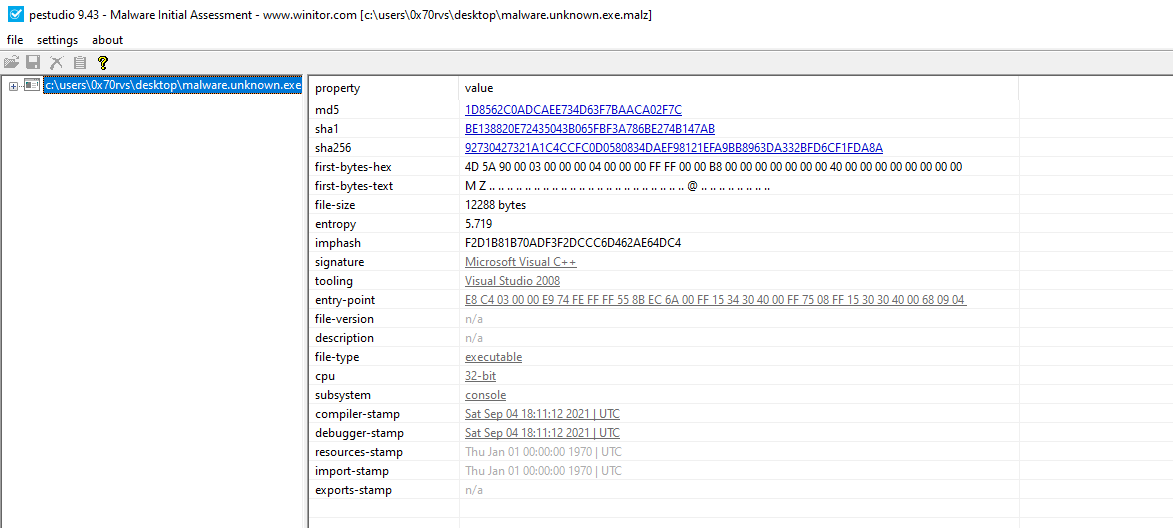 pestudio 9.43 - Malware Initial Assessment - www.winitor.com [c:\users\0x70rvs\desktop\malware.unknown.exe.malz]
file settings about
c:\users\0x70rvs\desktop\malware.unknown.exe
property value
md5 1D8562C0ADCAEE734D63F7BAACA02F7C
sha1 BE138820E72435043B065FBF3A786BE274B147AB
sha256 92730427321A1C4CCFC0D0580834DAEF98121EFA9BB8963DA332BFD6CF1FDA8A
first-bytes-hex 4D 5A 90 00 03 00 00 00 04 00 00 00 FF FF 00 00 B8 00 00 00 00 00 00 00 40 00 00 00 00 00 00 00
first-bytes-text M Z .. .. .. .. .. .. .. .. .. .. .. .. .. .. .. .. .. .. .. .. .. .. @ .. .. .. .. .. .. ..
file-size 12288 bytes
entropy 5.719
imphash F2D1B81B70ADF3F2DCCC6D462AE64DC4
signature Microsoft Visual C++
tooling Visual Studio 2008
entry-point E8 C4 03 00 00 E9 74 FE FF FF 55 8B EC 6A 00 FF 15 34 30 40 00 FF 75 08 FF 15 30 30 40 00 68 09 04
file-version n/a
description n/a
file-type executable
cpu 32-bit
subsystem console
compiler-stamp Sat Sep 04 18:11:12 2021 | UTC
debugger-stamp Sat Sep 04 18:11:12 2021 | UTC
resources-stamp Thu Jan 01 00:00:00 1970 | UTC
import-stamp Thu Jan 01 00:00:00 1970 | UTC
exports-stamp n/a